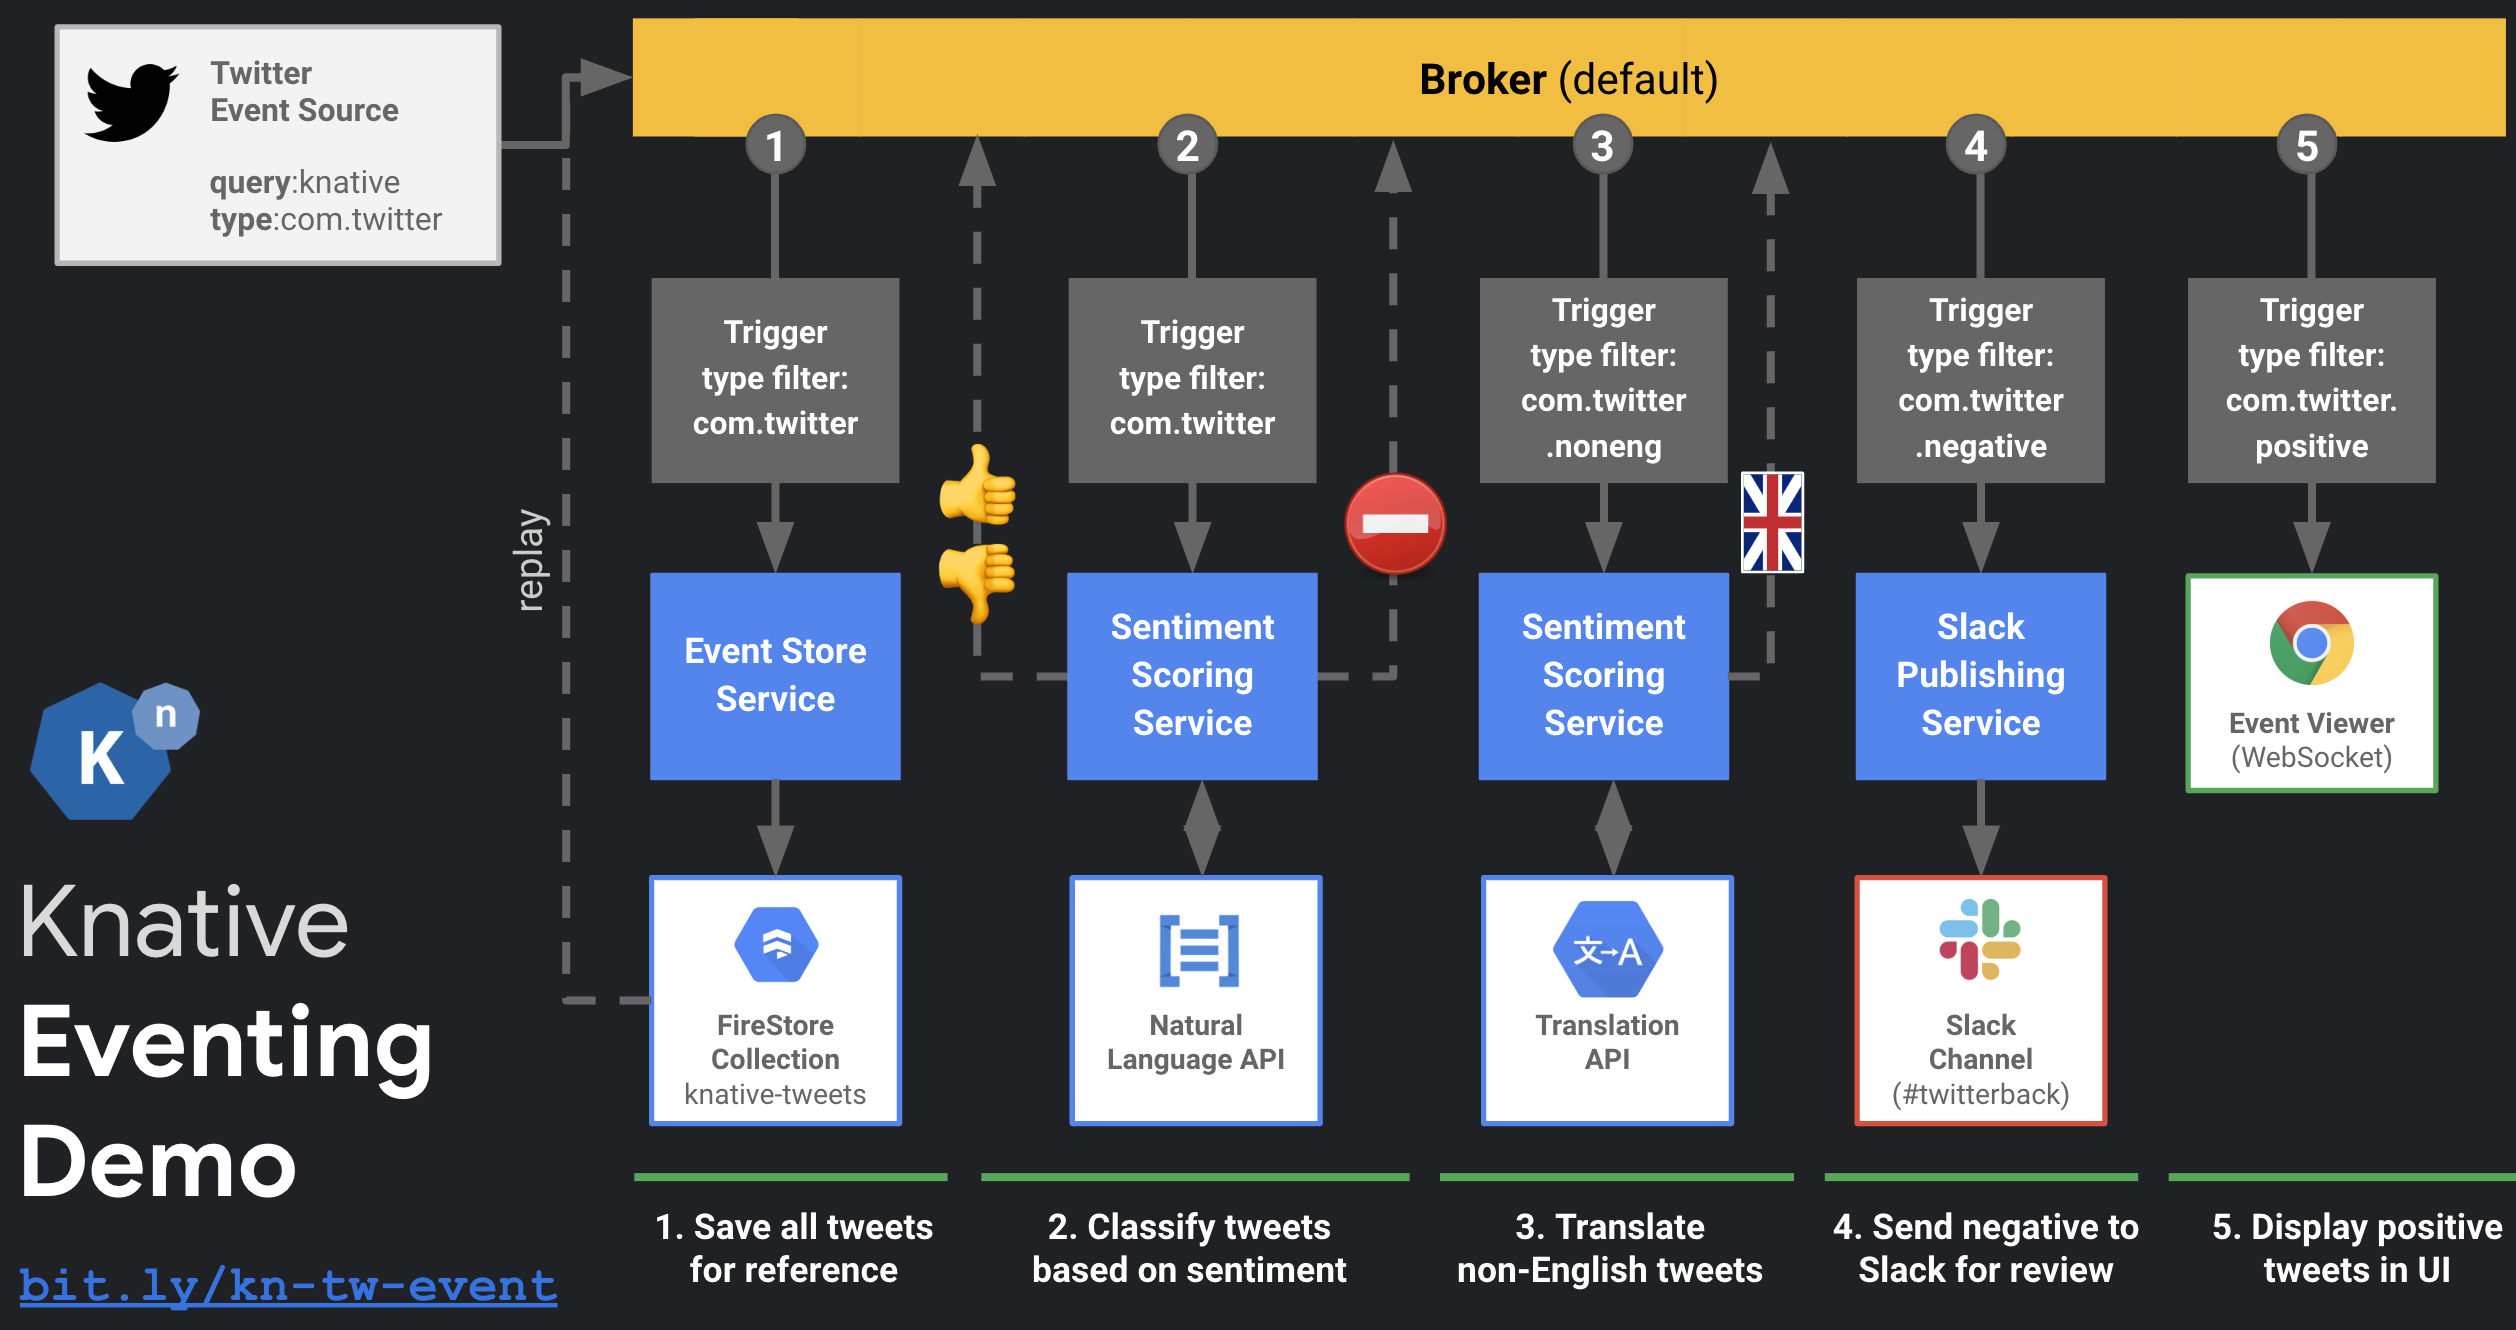 Twitter
Event Source
query:knative
type:com.twitter
Broker (default)
1
2
3
4
5
Trigger
type filter:
com.twitter
Trigger
type filter:
com.twitter
Trigger
type filter:
com.twitter
.noneng
Trigger
type filter:
com.twitter
.negative
Trigger
type filter:
com.twitter.
positive
replay
Event Store
Service
Sentiment
Scoring
Service
Sentiment
Scoring
Service
Slack
Publishing
Service
Event Viewer
(WebSocket)
K
n
FireStore
Collection
knative-tweets
Natural
Language API
文→A
Translation
API
Slack
Channel
(#twitterback)
Knative
Eventing
Demo
bit.ly/kn-tw-event
1. Save all tweets
for reference
2. Classify tweets
based on sentiment
3. Translate
non-English tweets
4. Send negative to
Slack for review
5. Display positive
tweets in UI